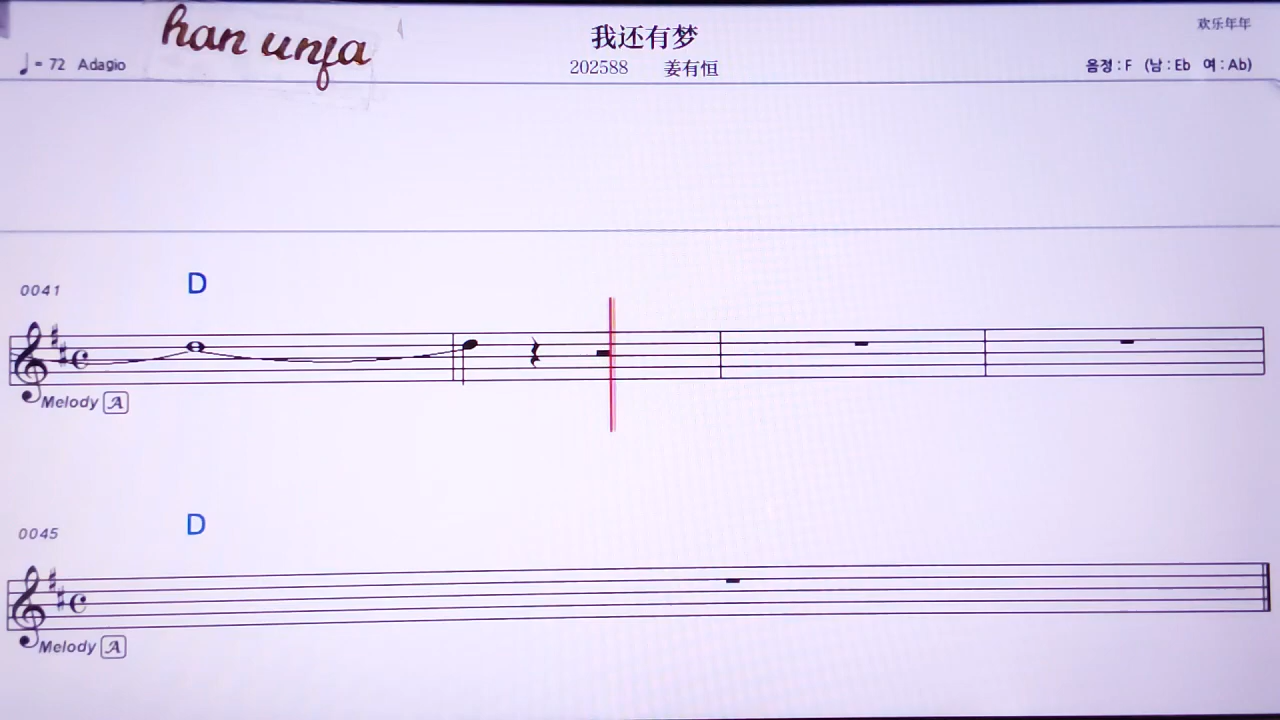 han unfa
我还有梦
欢乐年年
♩= 72 Adagio
202588 姜有恒
음정 : F (남 : Eb 여 : Ab)
0041
D
Melody A
0045
D
Melody A